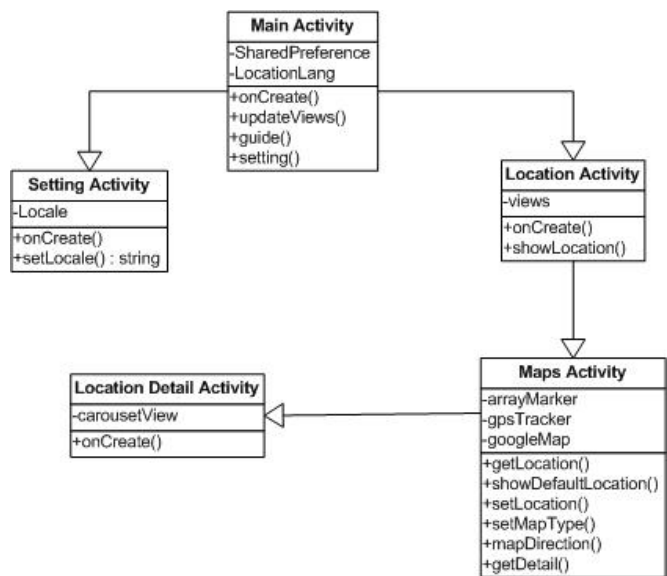 Main Activity
-SharedPreference
-LocationLang
+onCreate()
+updateViews()
+guide()
+setting()
Setting Activity
-Locale
+onCreate()
+setLocale() : string
Location Activity
-views
+onCreate()
+showLocation()
Location Detail Activity
-carousetView
+onCreate()
Maps Activity
-arrayMarker
-gpsTracker
-googleMap
+getLocation()
+showDefaultLocation()
+setLocation()
+setMapType()
+mapDirection()
+getDetail()